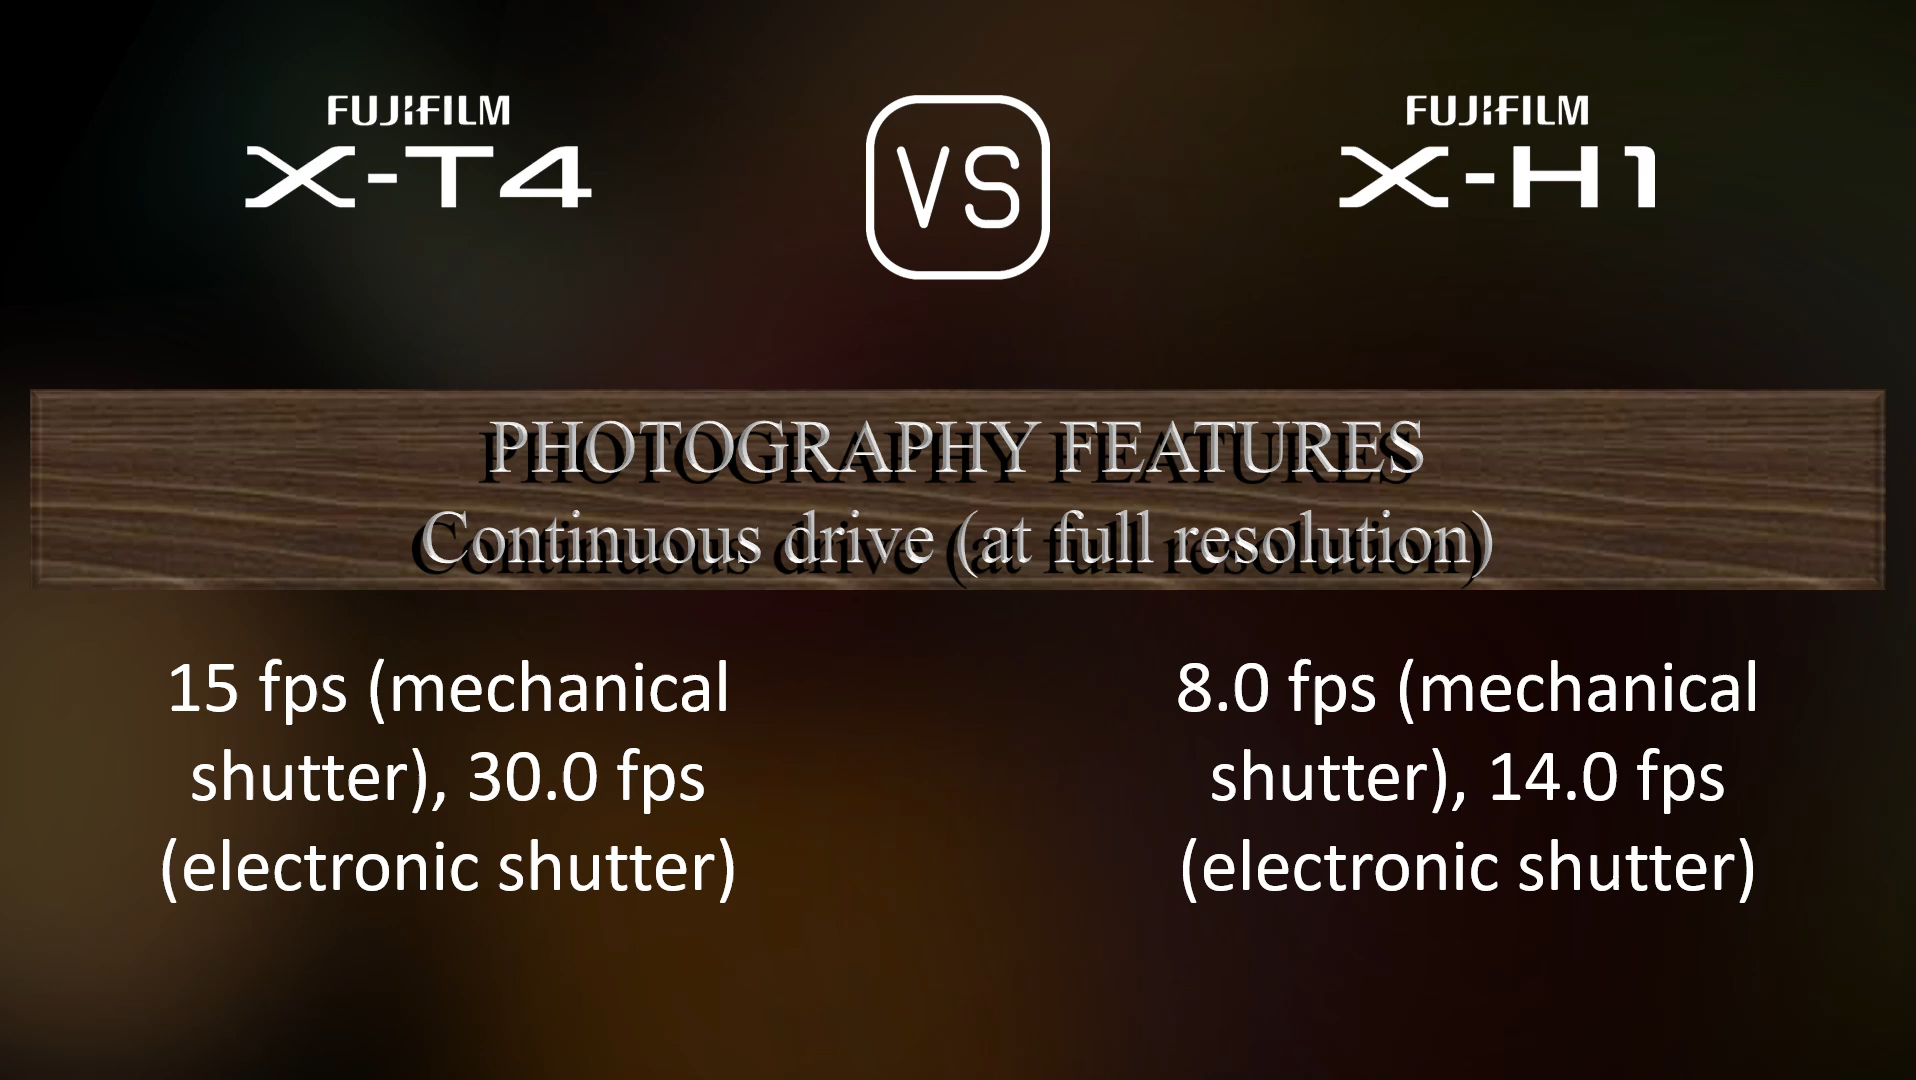 FUJIFILM
X-T4
VS
FUJIFILM
X-H1
PHOTOGRAPHY FEATURES
Continuous drive (at full resolution)
15 fps (mechanical
shutter), 30.0 fps
(electronic shutter)
8.0 fps (mechanical
shutter), 14.0 fps
(electronic shutter)